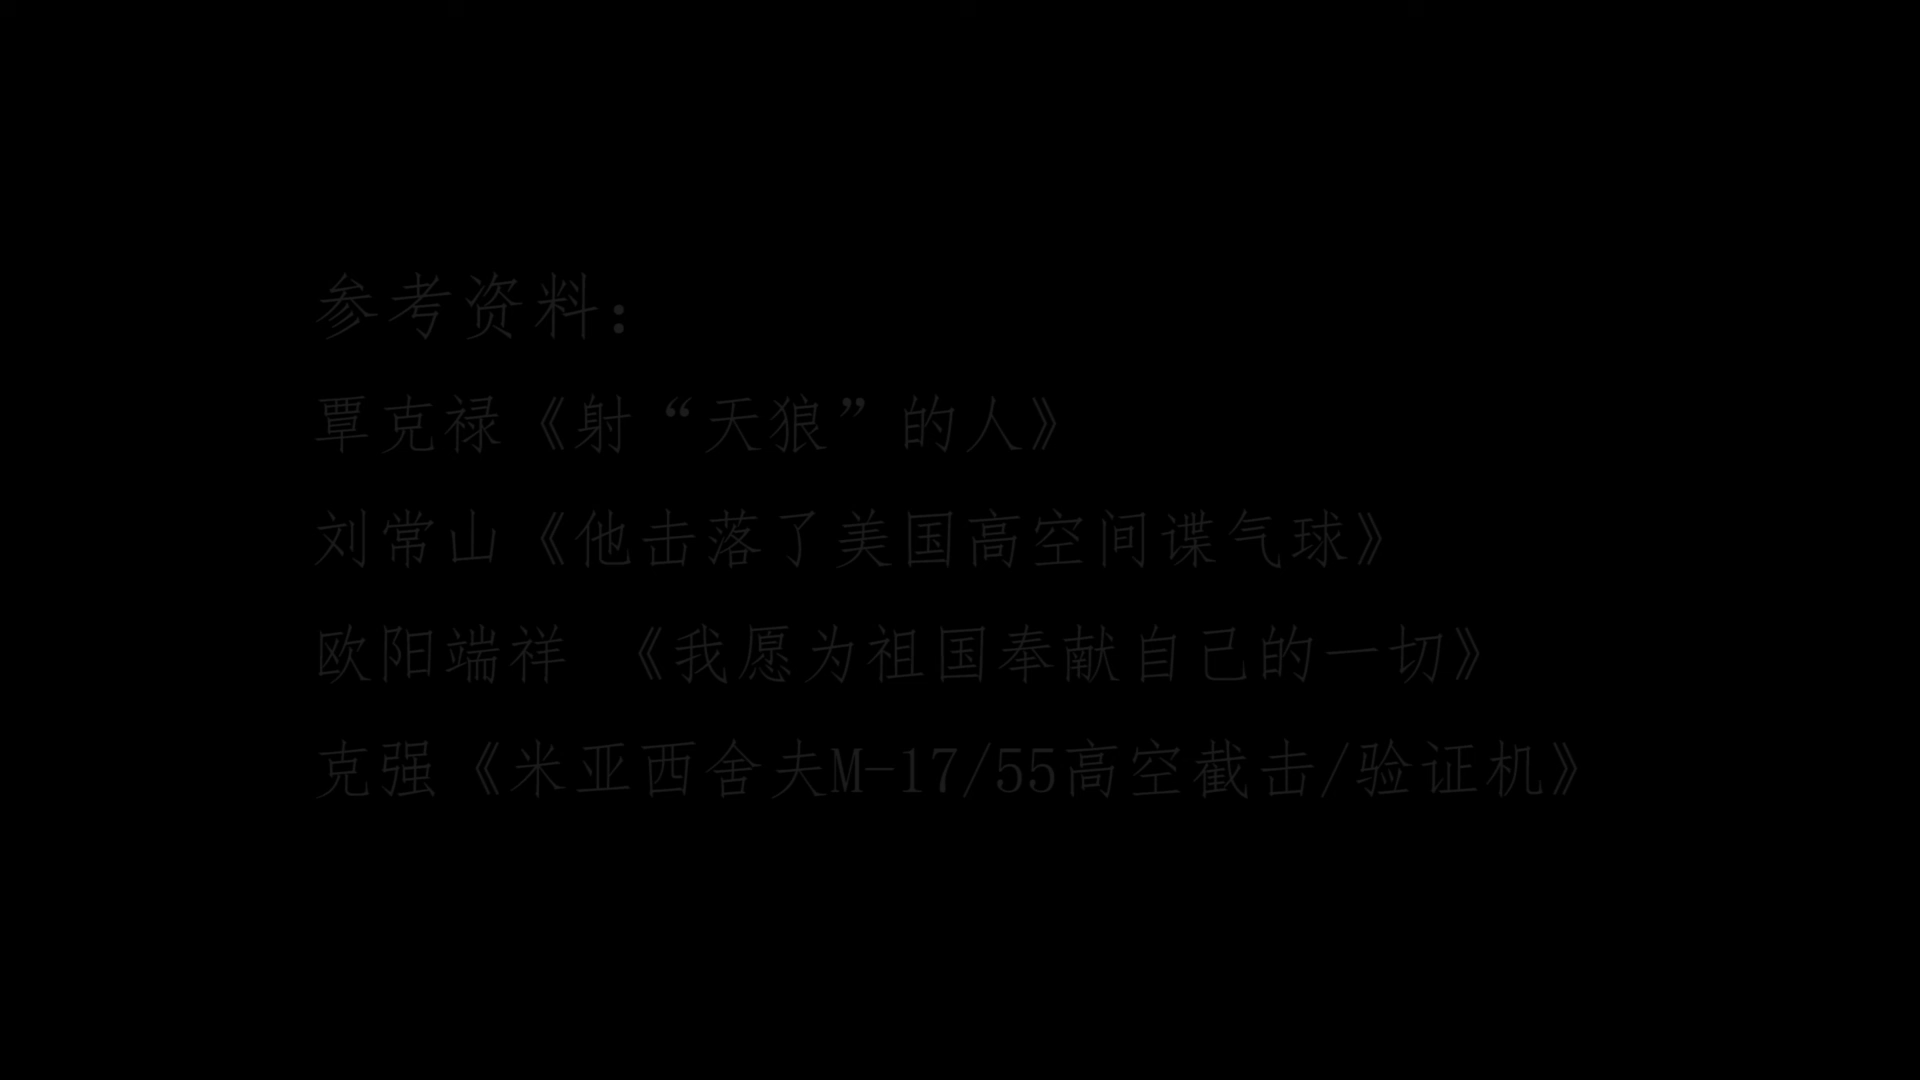 参考资料：
覃克禄《射“天狼”的人》
刘常山《他击落了美国高空间谍气球》
欧阳端祥 《我愿为祖国奉献自己的一切》
克强《米亚西舍夫M-17/55高空截击/验证机》